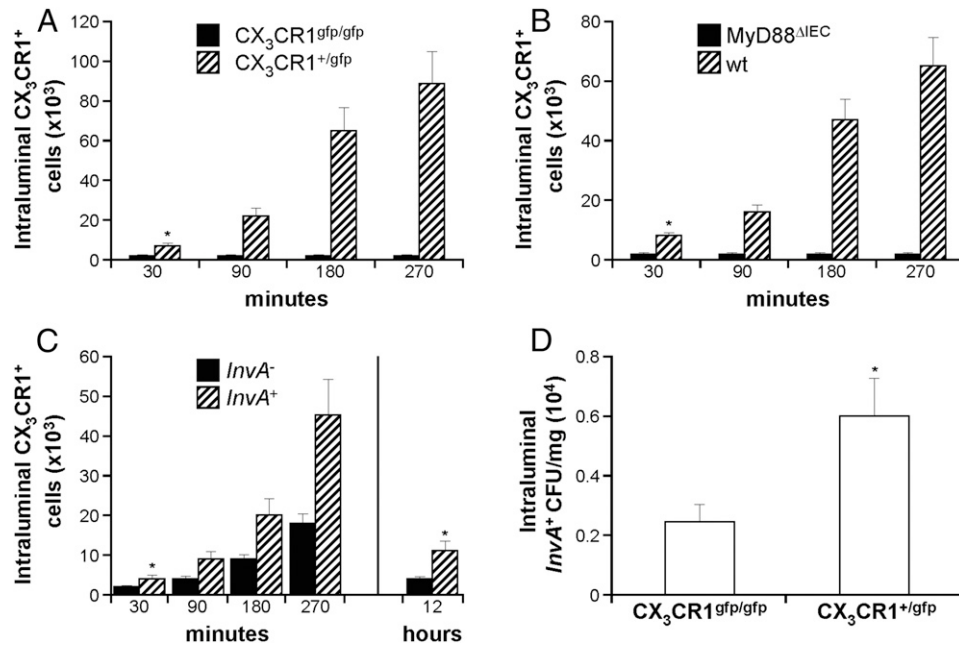 A
Intraluminal CX₃CR1⁺
cells (x10³)
120
100
80
60
40
20
0
CX₃CR1ᵍᶠᵖ/ᵍᶠᵖ
CX₃CR1⁺/ᵍᶠᵖ
*
30 90 180 270
minutes
B
Intraluminal CX₃CR1⁺
cells (x10³)
80
60
40
20
0
MyD88ΔIEC
wt
*
30 90 180 270
minutes
C
Intraluminal CX₃CR1⁺
cells (x10³)
60
50
40
30
20
10
0
InvA⁻
InvA⁺
* *
30 90 180 270 12
minutes hours
D
Intraluminal
InvA⁺ CFU/mg (10⁴)
0.8
0.6
0.4
0.2
0
*
CX₃CR1ᵍᶠᵖ/ᵍᶠᵖ CX₃CR1⁺/ᵍᶠᵖ